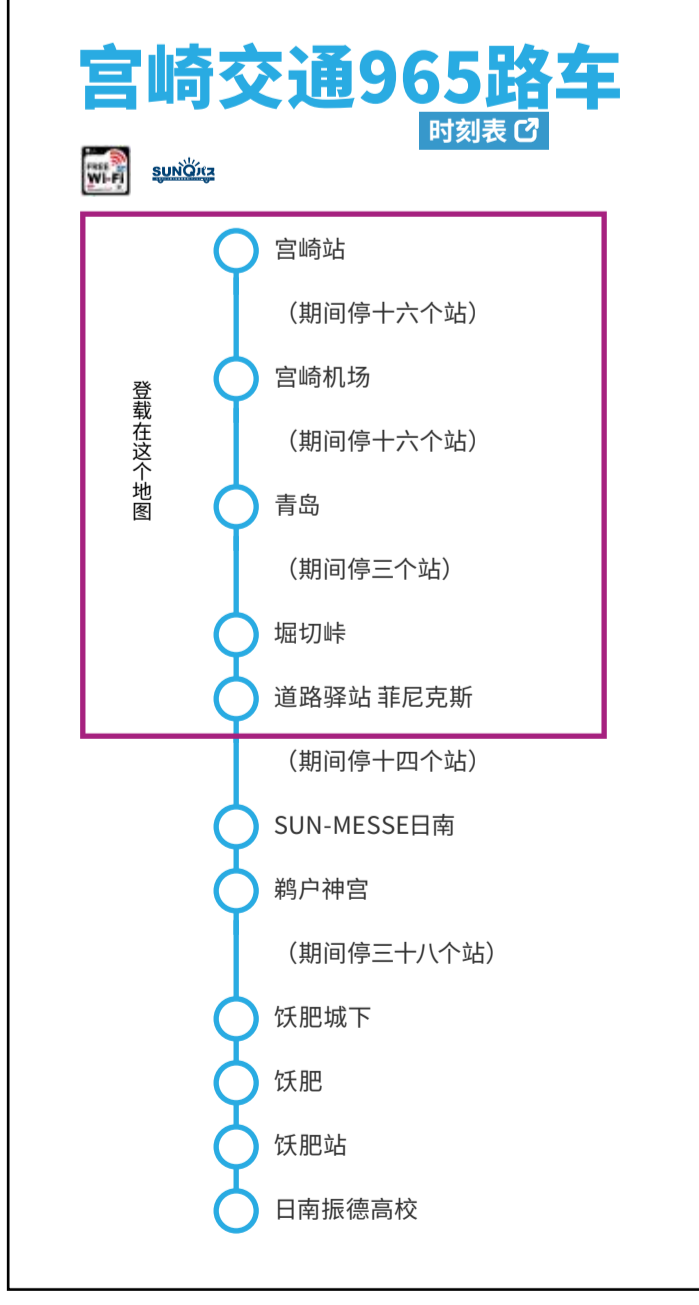 宫崎交通965路车
时刻表
FREE
Wi-Fi
SUNQパス
宫崎站
（期间停十六个站）
宫崎机场
（期间停十六个站）
青岛
（期间停三个站）
堀切峠
道路驿站 菲尼克斯
登载在这个地图
（期间停十四个站）
SUN-MESSE日南
鹈户神宫
（期间停三十八个站）
饫肥城下
饫肥
饫肥站
日南振德高校